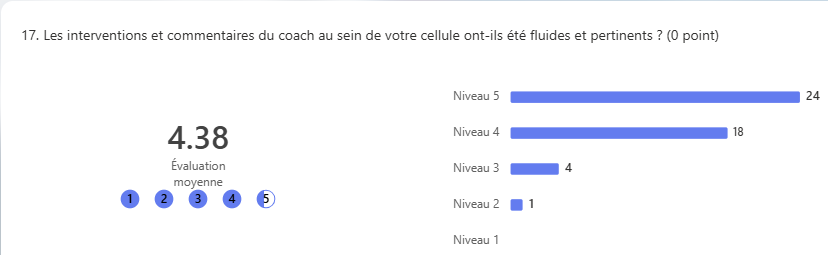 17. Les interventions et commentaires du coach au sein de votre cellule ont-ils été fluides et pertinents ? (0 point)
4.38
Évaluation
moyenne
1 2 3 4 5
Niveau 5 24
Niveau 4 18
Niveau 3 4
Niveau 2 1
Niveau 1